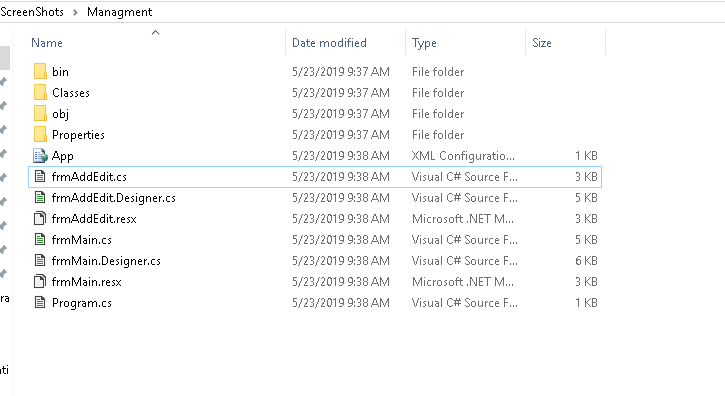 ScreenShots > Managment
Name Date modified Type Size
bin 5/23/2019 9:37 AM File folder
Classes 5/23/2019 9:37 AM File folder
obj 5/23/2019 9:37 AM File folder
Properties 5/23/2019 9:37 AM File folder
App 5/23/2019 9:38 AM XML Configuratio... 1 KB
frmAddEdit.cs 5/23/2019 9:38 AM Visual C# Source F... 3 KB
frmAddEdit.Designer.cs 5/23/2019 9:38 AM Visual C# Source F... 5 KB
frmAddEdit.resx 5/23/2019 9:38 AM Microsoft .NET M... 3 KB
frmMain.cs 5/23/2019 9:38 AM Visual C# Source F... 5 KB
frmMain.Designer.cs 5/23/2019 9:38 AM Visual C# Source F... 6 KB
frmMain.resx 5/23/2019 9:38 AM Microsoft .NET M... 3 KB
ra
Program.cs 5/23/2019 9:38 AM Visual C# Source F... 1 KB
ti